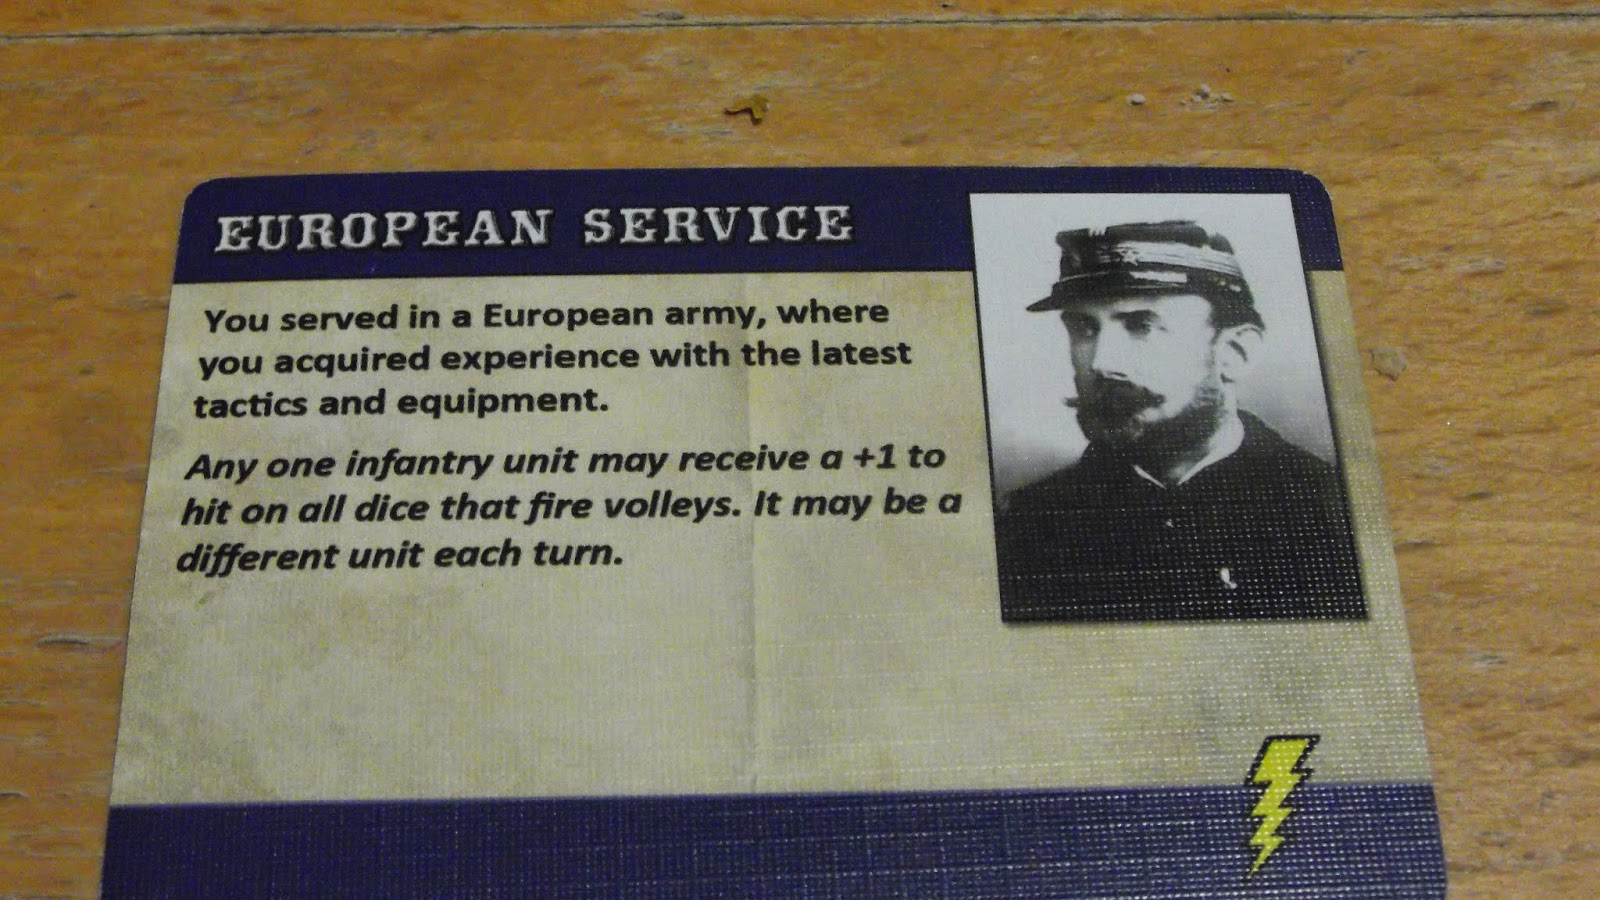 EUROPEAN SERVICE
You served in a European army, where
you acquired experience with the latest
tactics and equipment.
Any one infantry unit may receive a +1 to
hit on all dice that fire volleys. It may be a
different unit each turn.